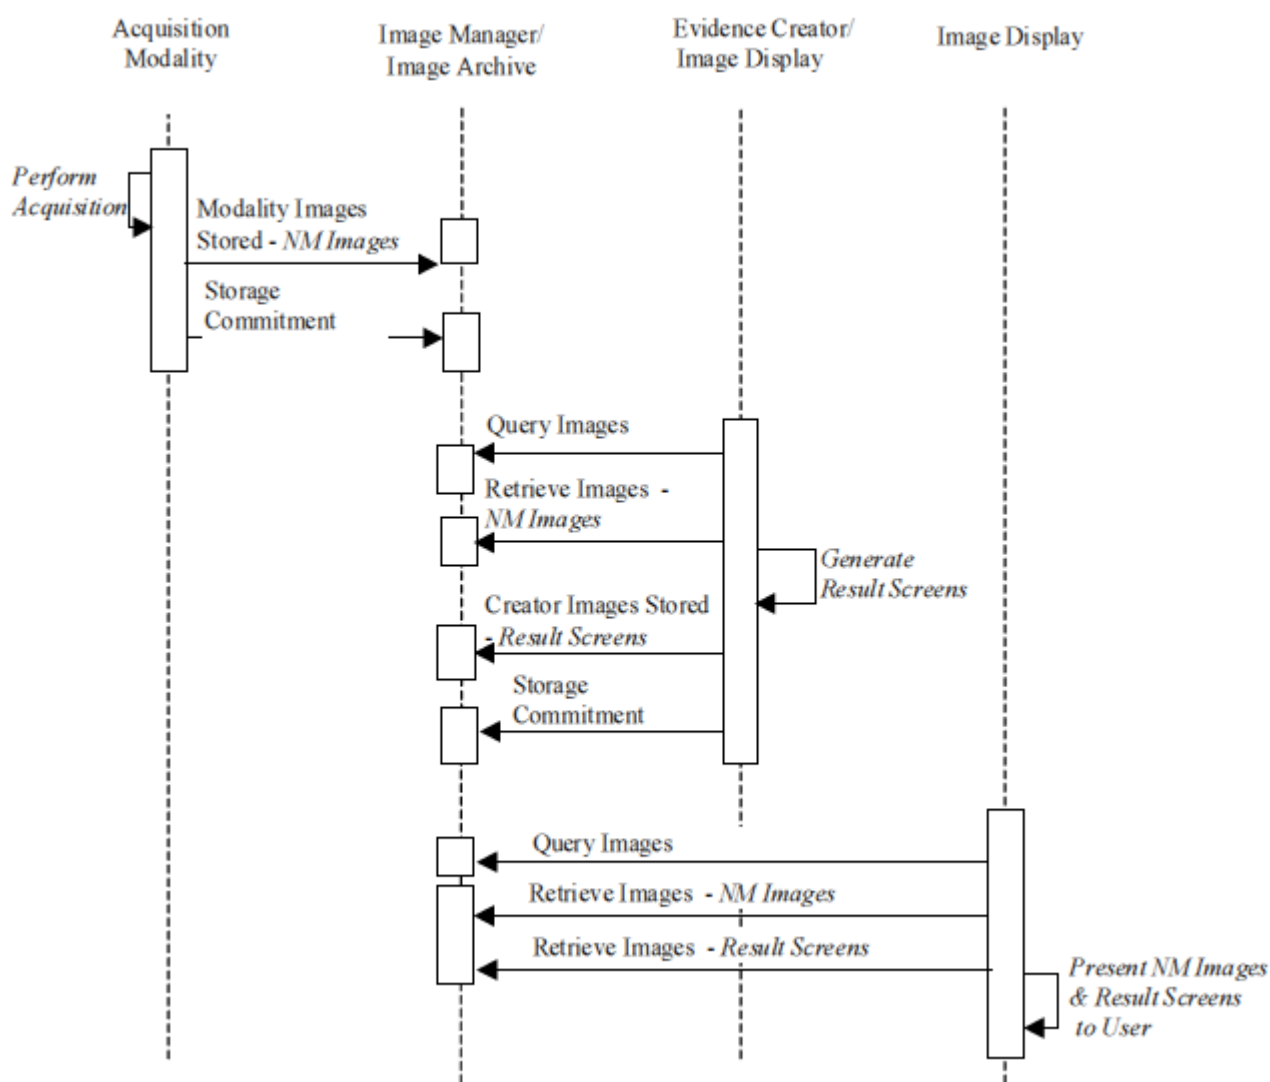 Acquisition
Modality
Image Manager/
Image Archive
Evidence Creator/
Image Display
Image Display
Perform
Acquisition
Modality Images
Stored - NM Images
Storage
Commitment
Query Images
Retrieve Images -
NM Images
Generate
Result Screens
Creator Images Stored
- Result Screens
Storage
Commitment
Query Images
Retrieve Images - NM Images
Retrieve Images - Result Screens
Present NM Images
& Result Screens
to User